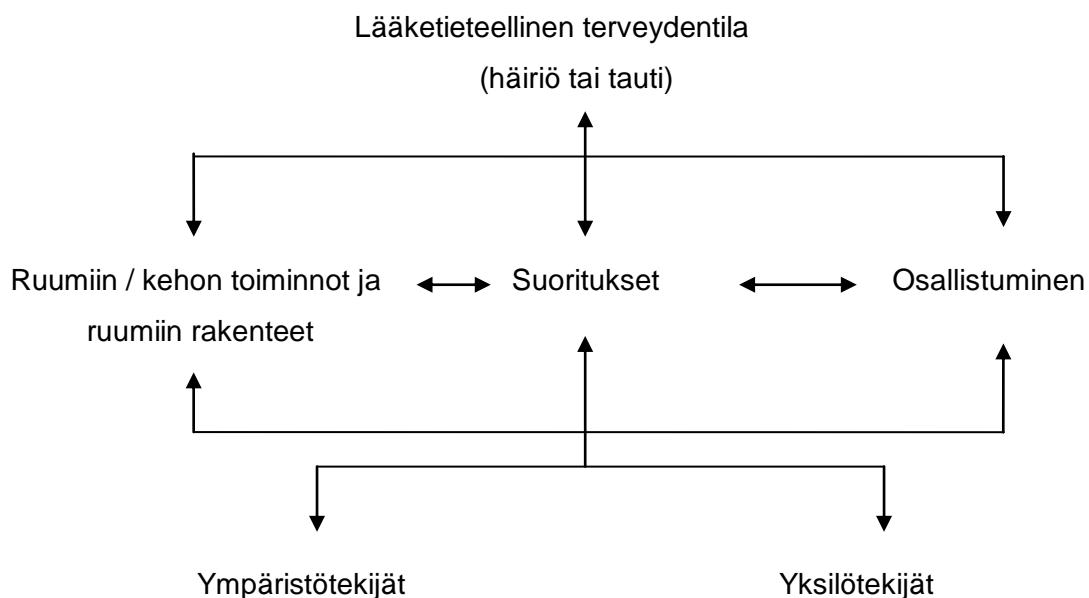 Lääketieteellinen terveydentila
(häiriö tai tauti)
Ruumiin / kehon toiminnot ja
ruumiin rakenteet
Suoritukset
Osallistuminen
Ympäristötekijät
Yksilötekijät